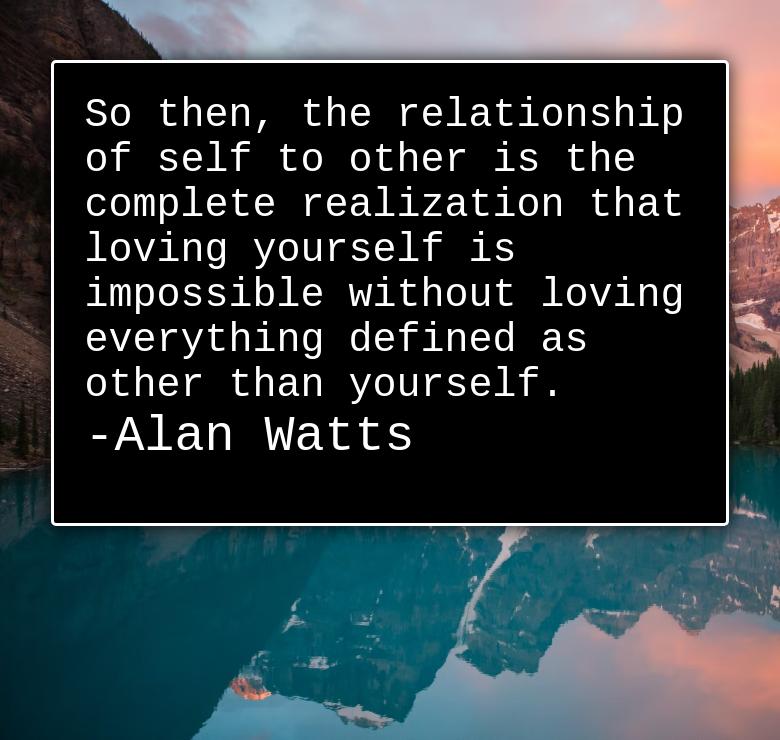 So then, the relationship
of self to other is the
complete realization that
loving yourself is
impossible without loving
everything defined as
other than yourself.
-Alan Watts